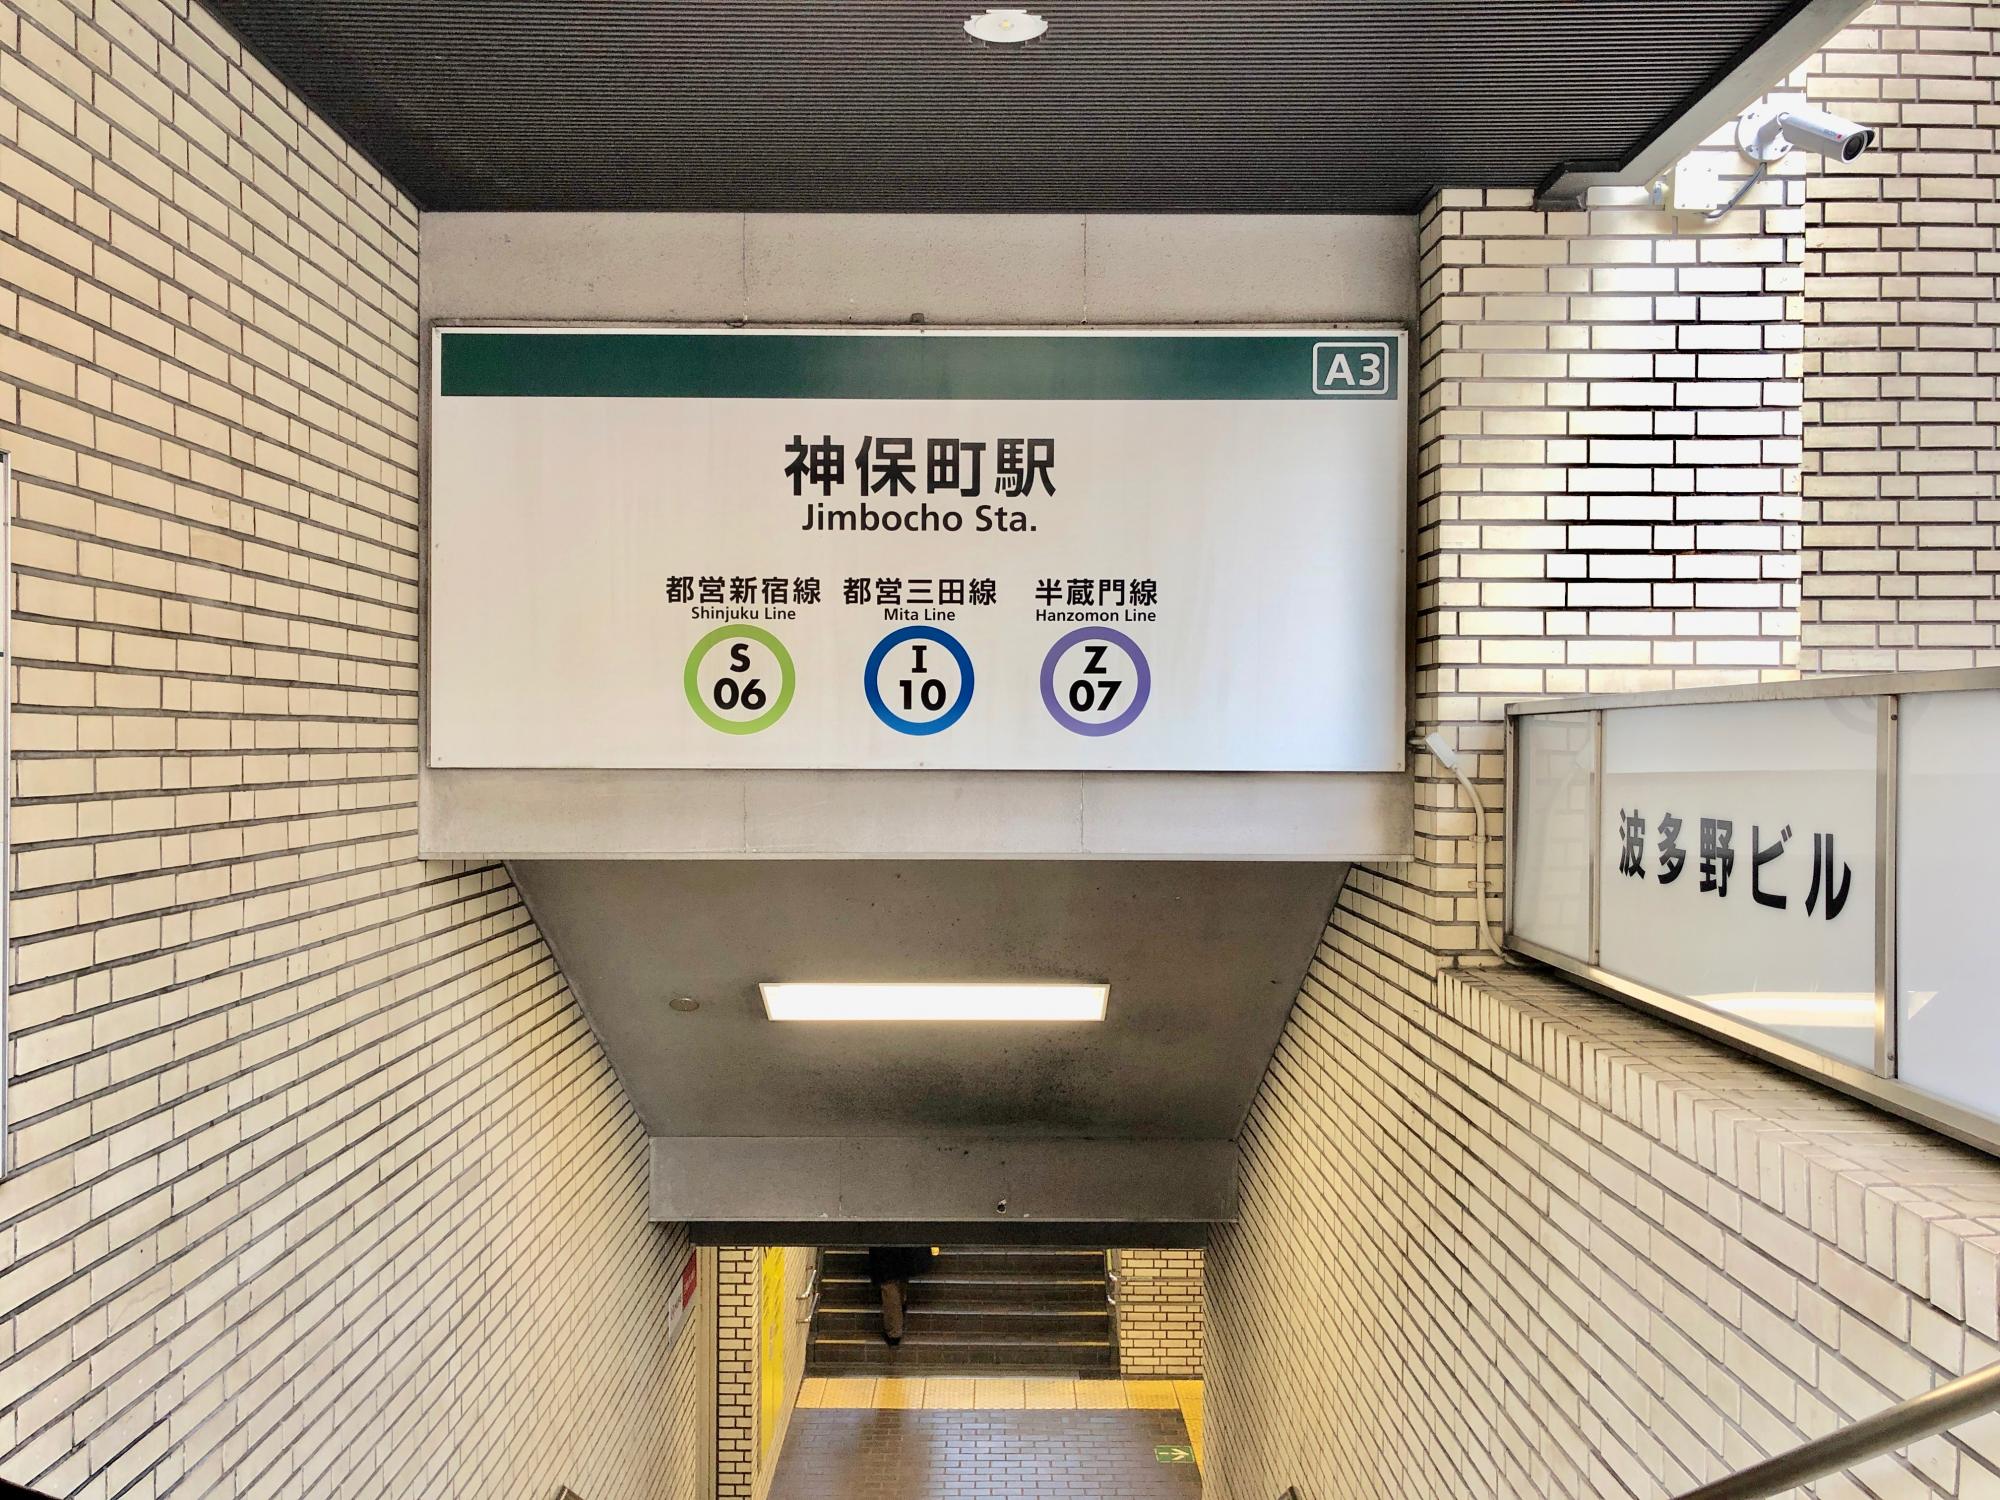 A3
神保町駅
Jimbocho Sta.
都営新宿線 都営三田線 半蔵門線
Shinjuku Line Mita Line Hanzomon Line
S I Z
06 10 07
波多野ビル